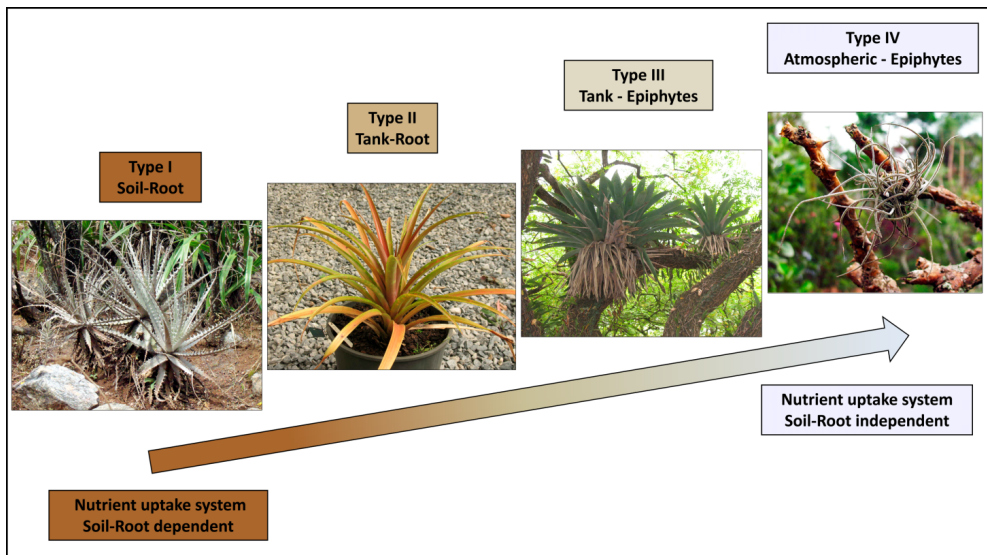 Type I
Soil-Root
Type II
Tank-Root
Type III
Tank - Epiphytes
Type IV
Atmospheric - Epiphytes
Nutrient uptake system
Soil-Root dependent
Nutrient uptake system
Soil-Root independent